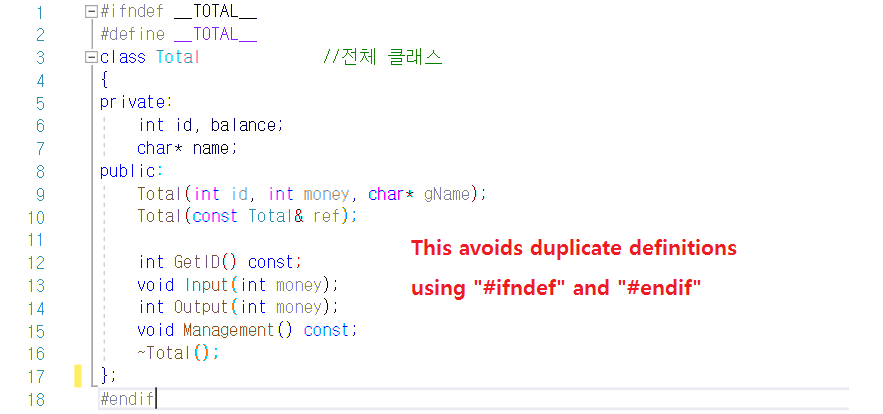 1 #ifndef __TOTAL__
2 #define __TOTAL__
3 class Total //전체 클래스
4 {
5 private:
6 int id, balance;
7 char* name;
8 public:
9 Total(int id, int money, char* gName);
10 Total(const Total& ref);
11
12 int GetID() const;
13 void Input(int money);
14 int Output(int money);
15 void Management() const;
16 ~Total();
17 };
18 #endif
This avoids duplicate definitions
using "#ifndef" and "#endif"